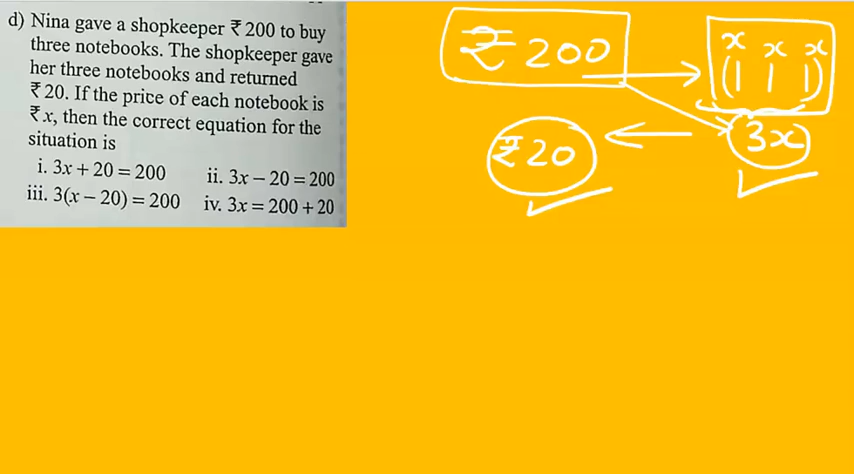 d) Nina gave a shopkeeper ₹ 200 to buy
three notebooks. The shopkeeper gave
her three notebooks and returned
₹ 20. If the price of each notebook is
₹ x, then the correct equation for the
situation is
i. 3x + 20 = 200 ii. 3x – 20 = 200
iii. 3(x – 20) = 200 iv. 3x = 200 + 20
₹ 200
x x x
3x
₹ 20